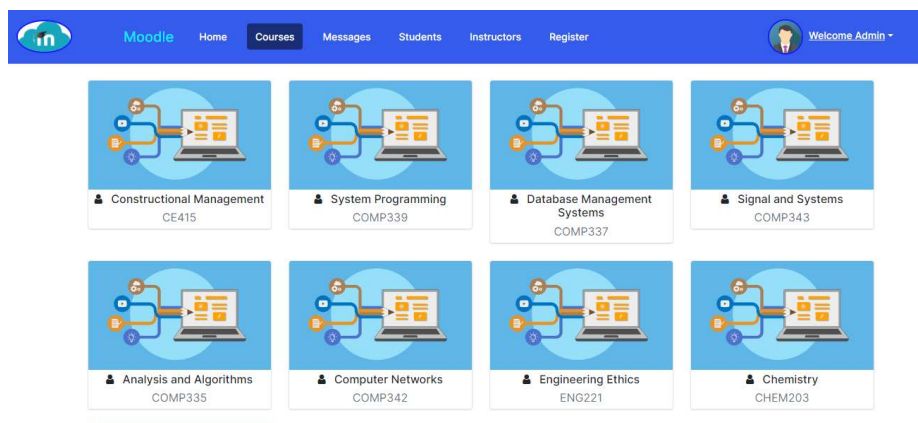 m
Moodle Home Courses Messages Students Instructors Register Welcome Admin
Constructional Management
CE415
System Programming
COMP339
Database Management
Systems
COMP337
Signal and Systems
COMP343
Analysis and Algorithms
COMP335
Computer Networks
COMP342
Engineering Ethics
ENG221
Chemistry
CHEM203